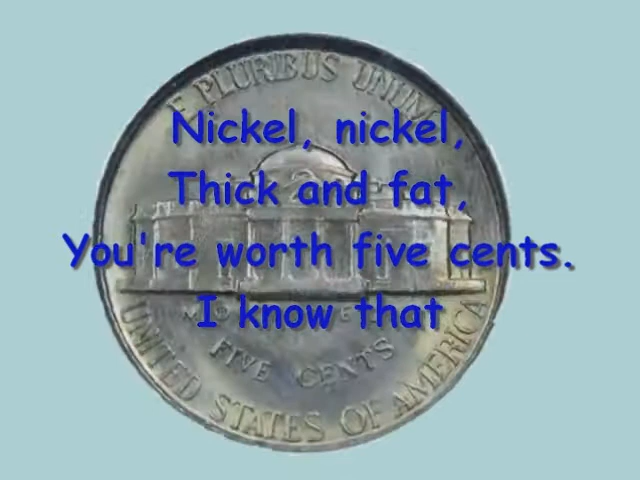 E PLURIBUS UNUM
Nickel, nickel,
Thick and fat,
You're worth five cents.
I know that
FIVE CENTS
UNITED STATES OF AMERICA